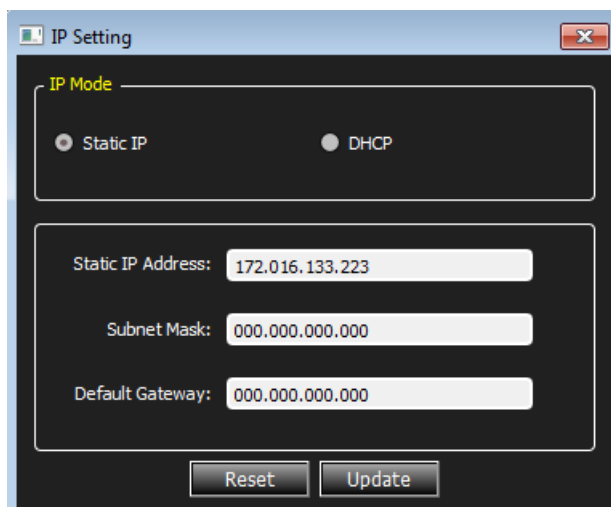 IP Setting
IP Mode
Static IP DHCP
Static IP Address: 172.016.133.223
Subnet Mask: 000.000.000.000
Default Gateway: 000.000.000.000
Reset Update